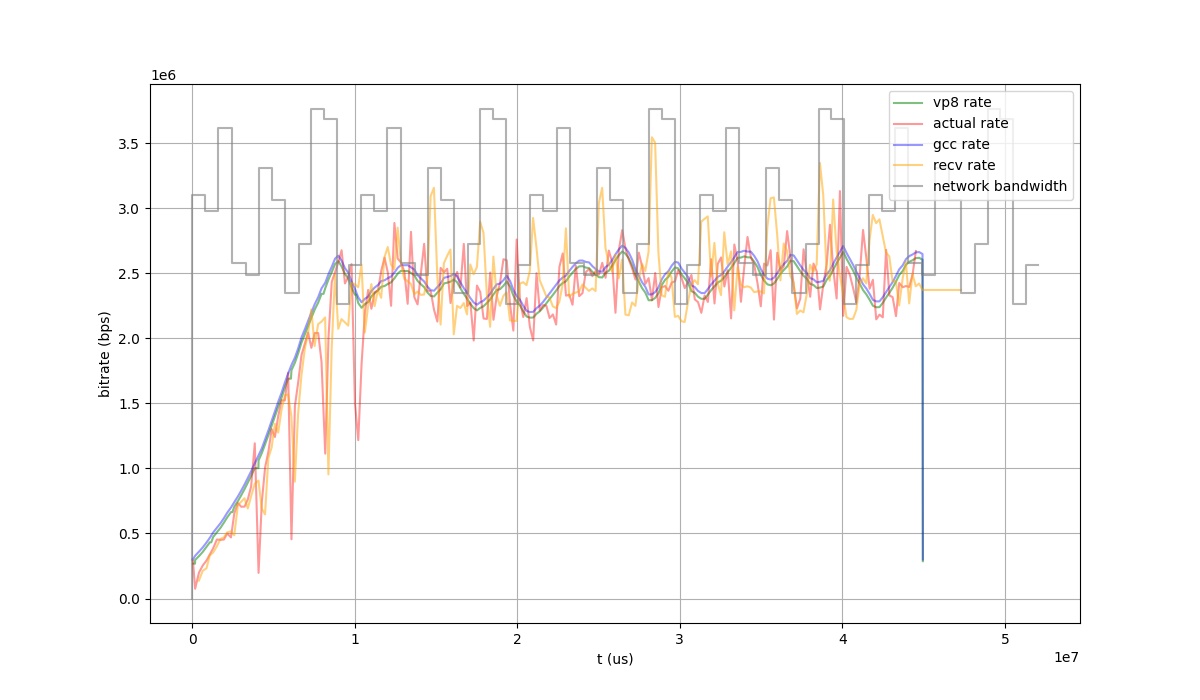 1e6
3.5
3.0
2.5
2.0
1.5
1.0
0.5
0.0
bitrate (bps)
vp8 rate
actual rate
gcc rate
recv rate
network bandwidth
0
1
2
3
4
5
t (us)
1e7